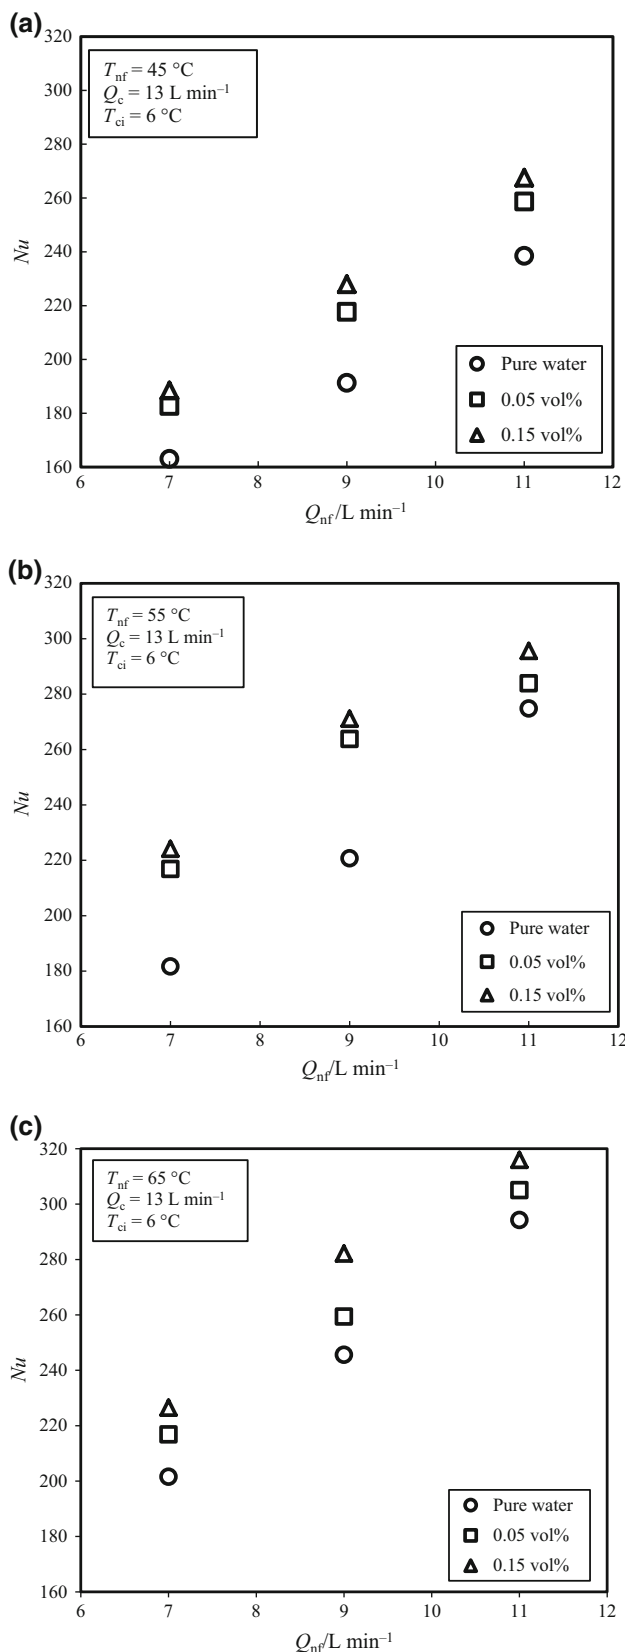 (a)
320
300
280
260
240
220
200
180
160
Nu
T_nf = 45 °C
Q_c = 13 L min⁻¹
T_ci = 6 °C
Pure water
0.05 vol%
0.15 vol%
6 7 8 9 10 11 12
Q_nf/L min⁻¹
(b)
320
300
280
260
240
220
200
180
160
Nu
T_nf = 55 °C
Q_c = 13 L min⁻¹
T_ci = 6 °C
Pure water
0.05 vol%
0.15 vol%
6 7 8 9 10 11 12
Q_nf/L min⁻¹
(c)
320
300
280
260
240
220
200
180
160
Nu
T_nf = 65 °C
Q_c = 13 L min⁻¹
T_ci = 6 °C
Pure water
0.05 vol%
0.15 vol%
6 7 8 9 10 11 12
Q_nf/L min⁻¹